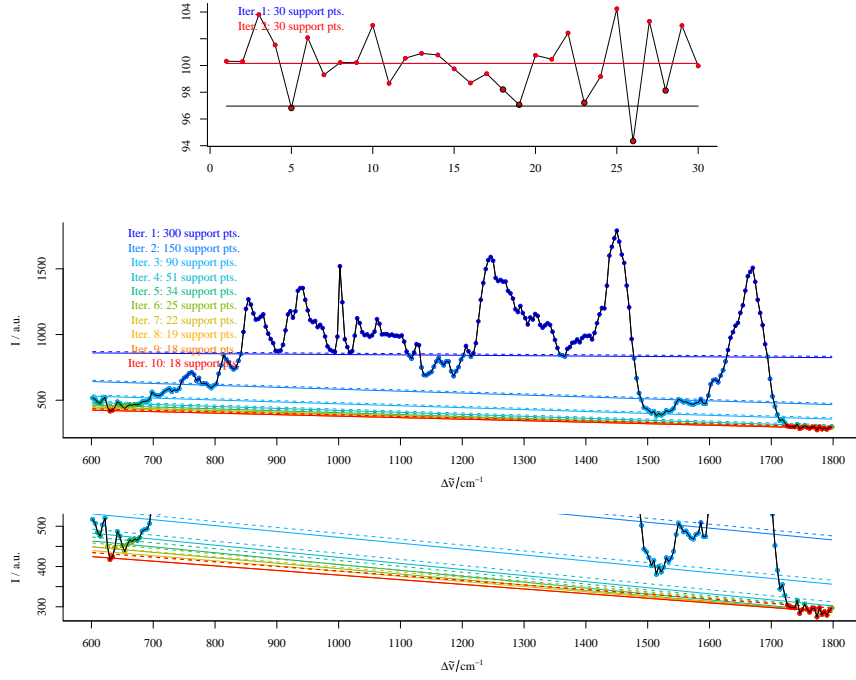 104
100
98
96
94
Iter. 1: 30 support pts.
Iter. 2: 30 support pts.
0 5 10 15 20 25 30
I / a.u.
1500
1000
500
Iter. 1: 300 support pts.
Iter. 2: 150 support pts.
Iter. 3: 90 support pts.
Iter. 4: 51 support pts.
Iter. 5: 34 support pts.
Iter. 6: 25 support pts.
Iter. 7: 22 support pts.
Iter. 8: 19 support pts.
Iter. 9: 18 support pts.
Iter. 10: 18 support pts.
600 700 800 900 1000 1100 1200 1300 1400 1500 1600 1700 1800
Δν̃/cm⁻¹
I / a.u.
500
400
300
600 700 800 900 1000 1100 1200 1300 1400 1500 1600 1700 1800
Δν̃/cm⁻¹